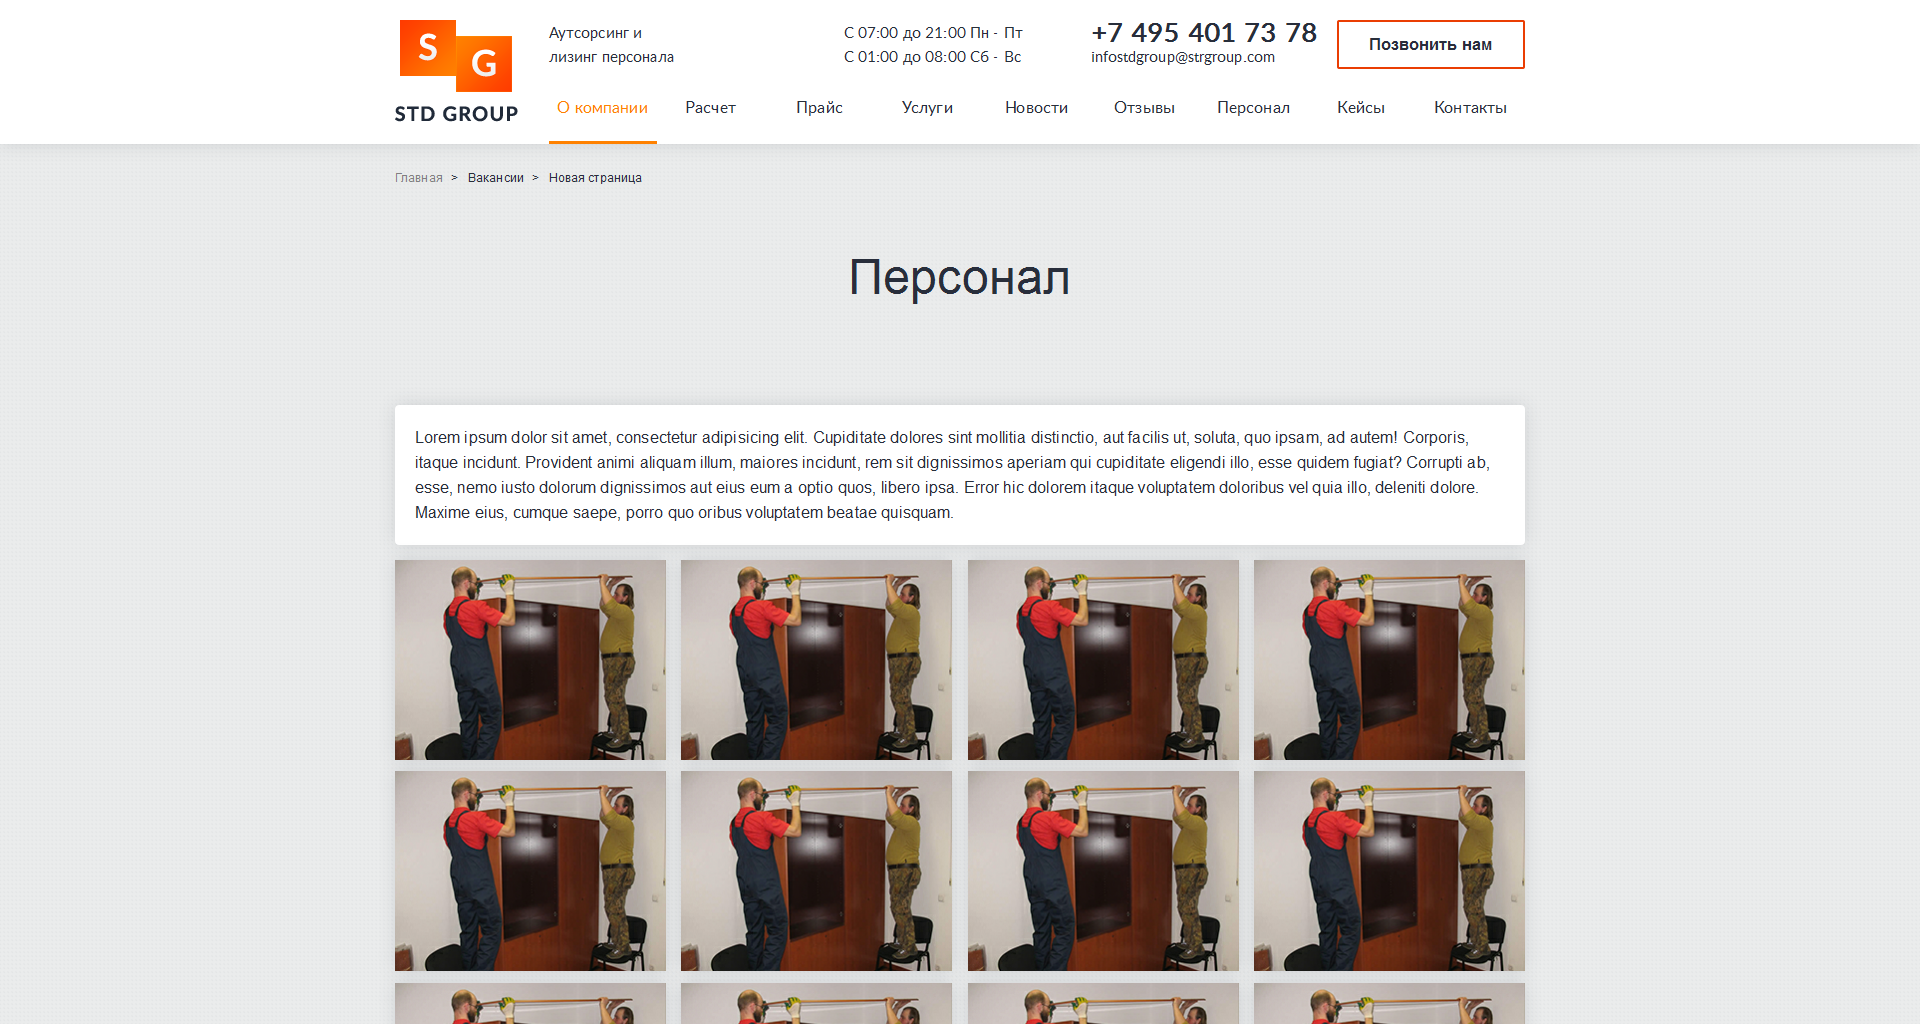 S
G
STD GROUP
Аутсорсинг и
лизинг персонала
С 07:00 до 21:00 Пн - Пт
С 01:00 до 08:00 Сб - Вс
+7 495 401 73 78
infostdgroup@strgroup.com
Позвонить нам
О компании
Расчет
Прайс
Услуги
Новости
Отзывы
Персонал
Кейсы
Контакты
Главная > Вакансии > Новая страница
Персонал
Lorem ipsum dolor sit amet, consectetur adipisicing elit. Cupiditate dolores sint mollitia distinctio, aut facilis ut, soluta, quo ipsam, ad autem! Corporis,
itaque incidunt. Provident animi aliquam illum, maiores incidunt, rem sit dignissimos aperiam qui cupiditate eligendi illo, esse quidem fugiat? Corrupti ab,
esse, nemo iusto dolorum dignissimos aut eius eum a optio quos, libero ipsa. Error hic dolorem itaque voluptatem doloribus vel quia illo, deleniti dolore.
Maxime eius, cumque saepe, porro quo oribus voluptatem beatae quisquam.